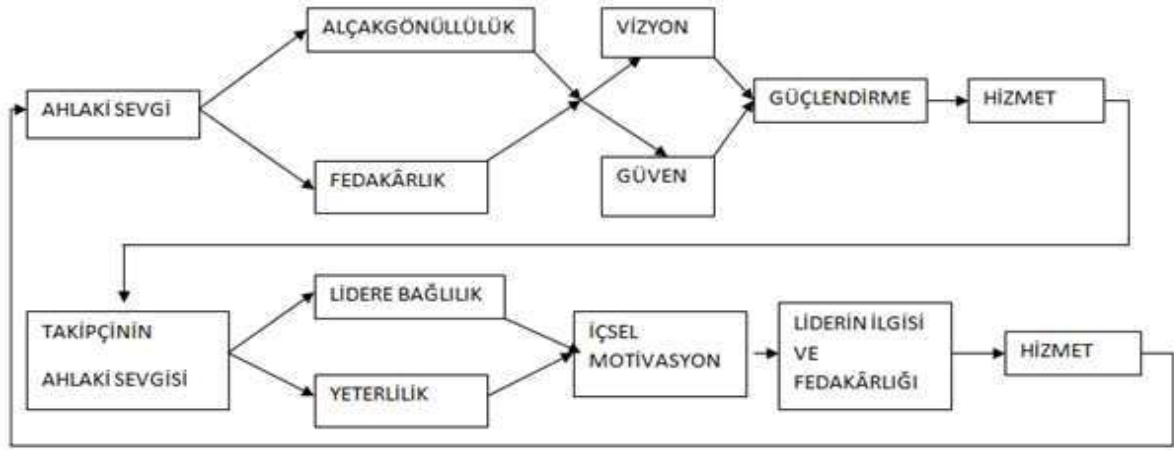 ALÇAKGÖNÜLLÜLÜK
VİZYON
AHLAKİ SEVGİ
GÜÇLENDİRME
HİZMET
FEDAKÂRLIK
GÜVEN
LİDERE BAĞLILIK
TAKİPÇİNİN
AHLAKİ SEVGİSİ
YETERLİLİK
İÇSEL
MOTİVASYON
LİDERİN İLGİSİ
VE
FEDAKÂRLIĞI
HİZMET